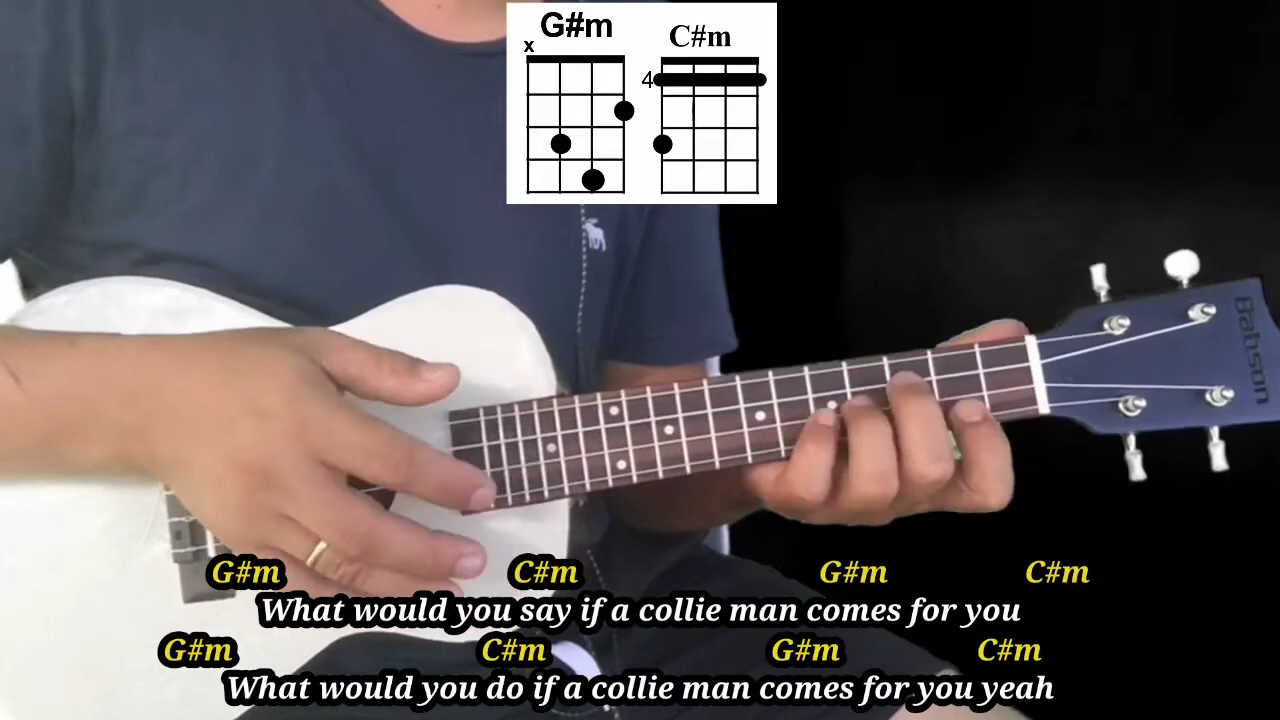 G#m C#m
x
4
Babson
G#m C#m G#m C#m
What would you say if a collie man comes for you
G#m C#m G#m C#m
What would you do if a collie man comes for you yeah